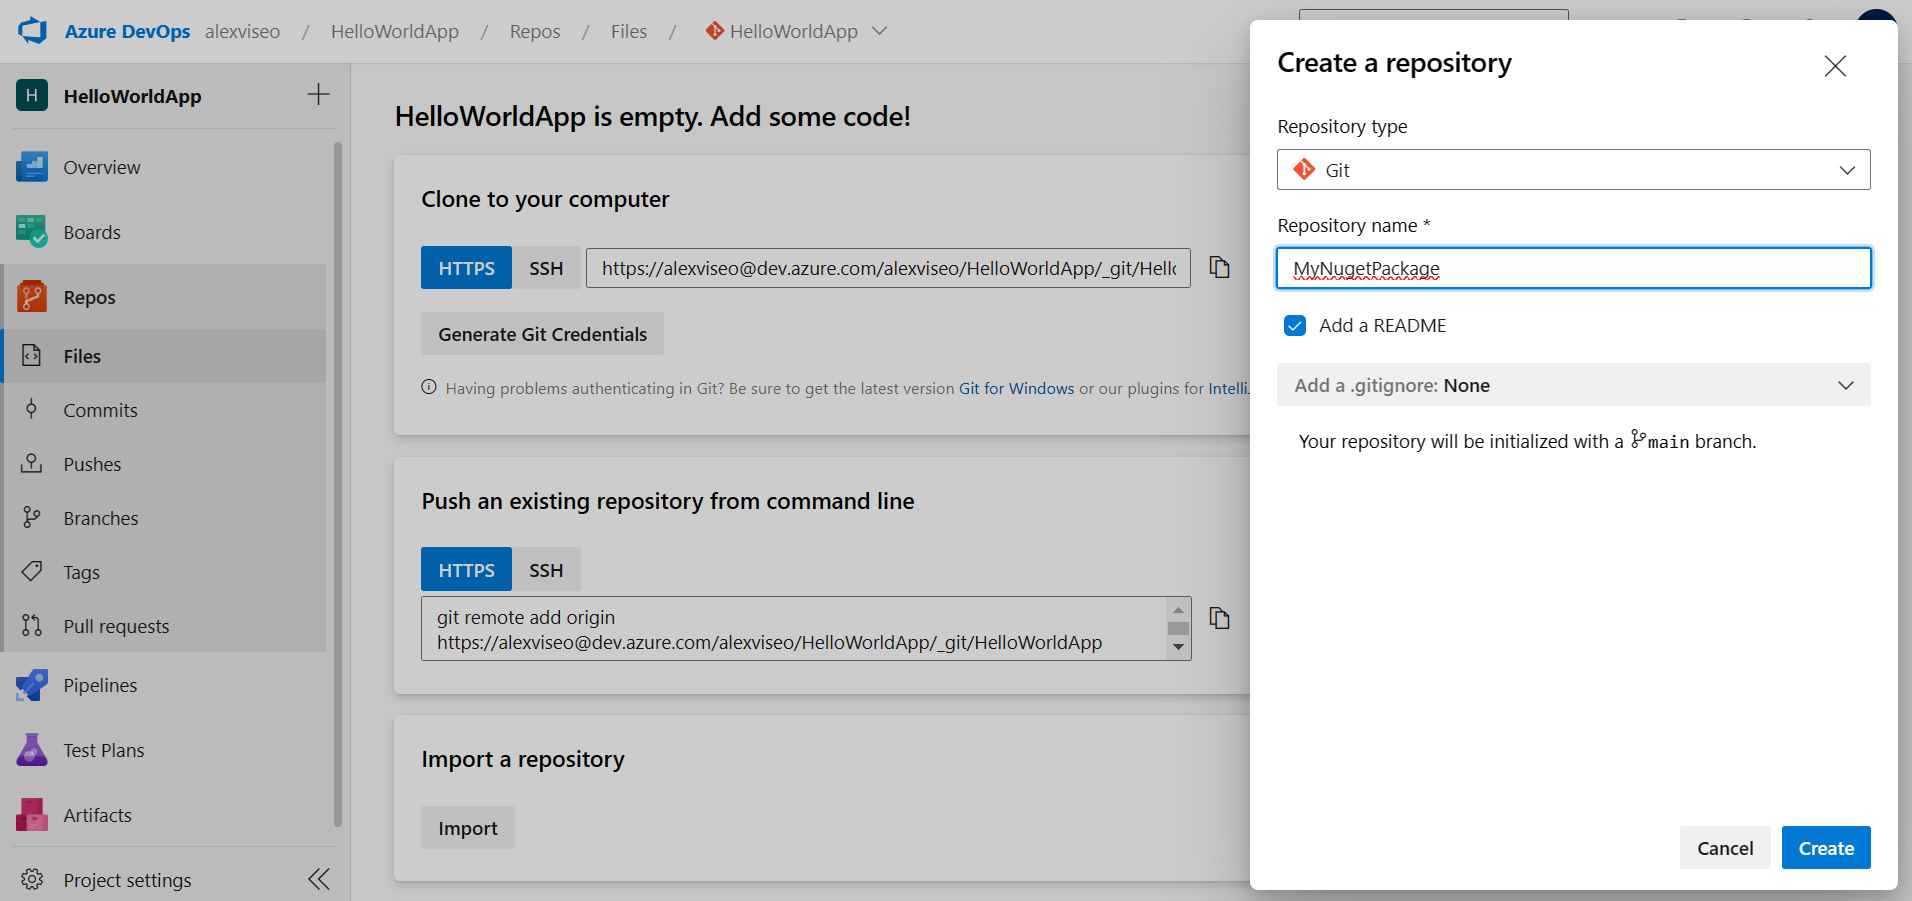 Azure DevOps alexviseo / HelloWorldApp / Repos / Files / HelloWorldApp
H HelloWorldApp
Overview
Boards
Repos
Files
Commits
Pushes
Branches
Tags
Pull requests
Pipelines
Test Plans
Artifacts
Project settings
HelloWorldApp is empty. Add some code!
Clone to your computer
HTTPS SSH https://alexviseo@dev.azure.com/alexviseo/HelloWorldApp/_git/Hello
Generate Git Credentials
Having problems authenticating in Git? Be sure to get the latest version Git for Windows or our plugins for Intelli.
Push an existing repository from command line
HTTPS SSH
git remote add origin
https://alexviseo@dev.azure.com/alexviseo/HelloWorldApp/_git/HelloWorldApp
Import a repository
Import
Create a repository
Repository type
Git
Repository name *
MyNugetPackage
Add a README
Add a .gitignore: None
Your repository will be initialized with a main branch.
Cancel Create